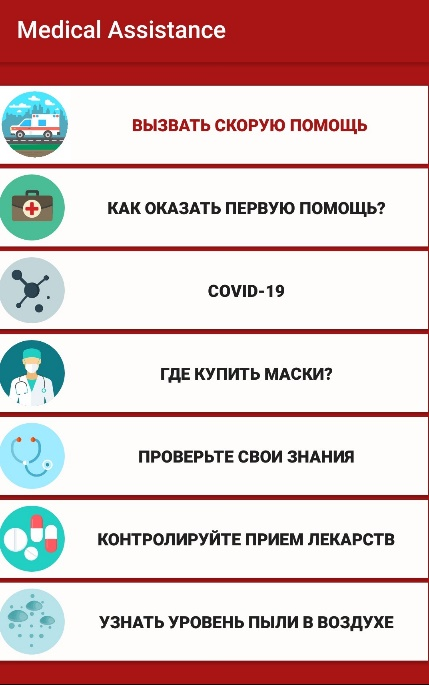 Medical Assistance
ВЫЗВАТЬ СКОРУЮ ПОМОЩЬ
КАК ОКАЗАТЬ ПЕРВУЮ ПОМОЩЬ?
COVID-19
ГДЕ КУПИТЬ МАСКИ?
ПРОВЕРЬТЕ СВОИ ЗНАНИЯ
КОНТРОЛИРУЙТЕ ПРИЕМ ЛЕКАРСТВ
УЗНАТЬ УРОВЕНЬ ПЫЛИ В ВОЗДУХЕ